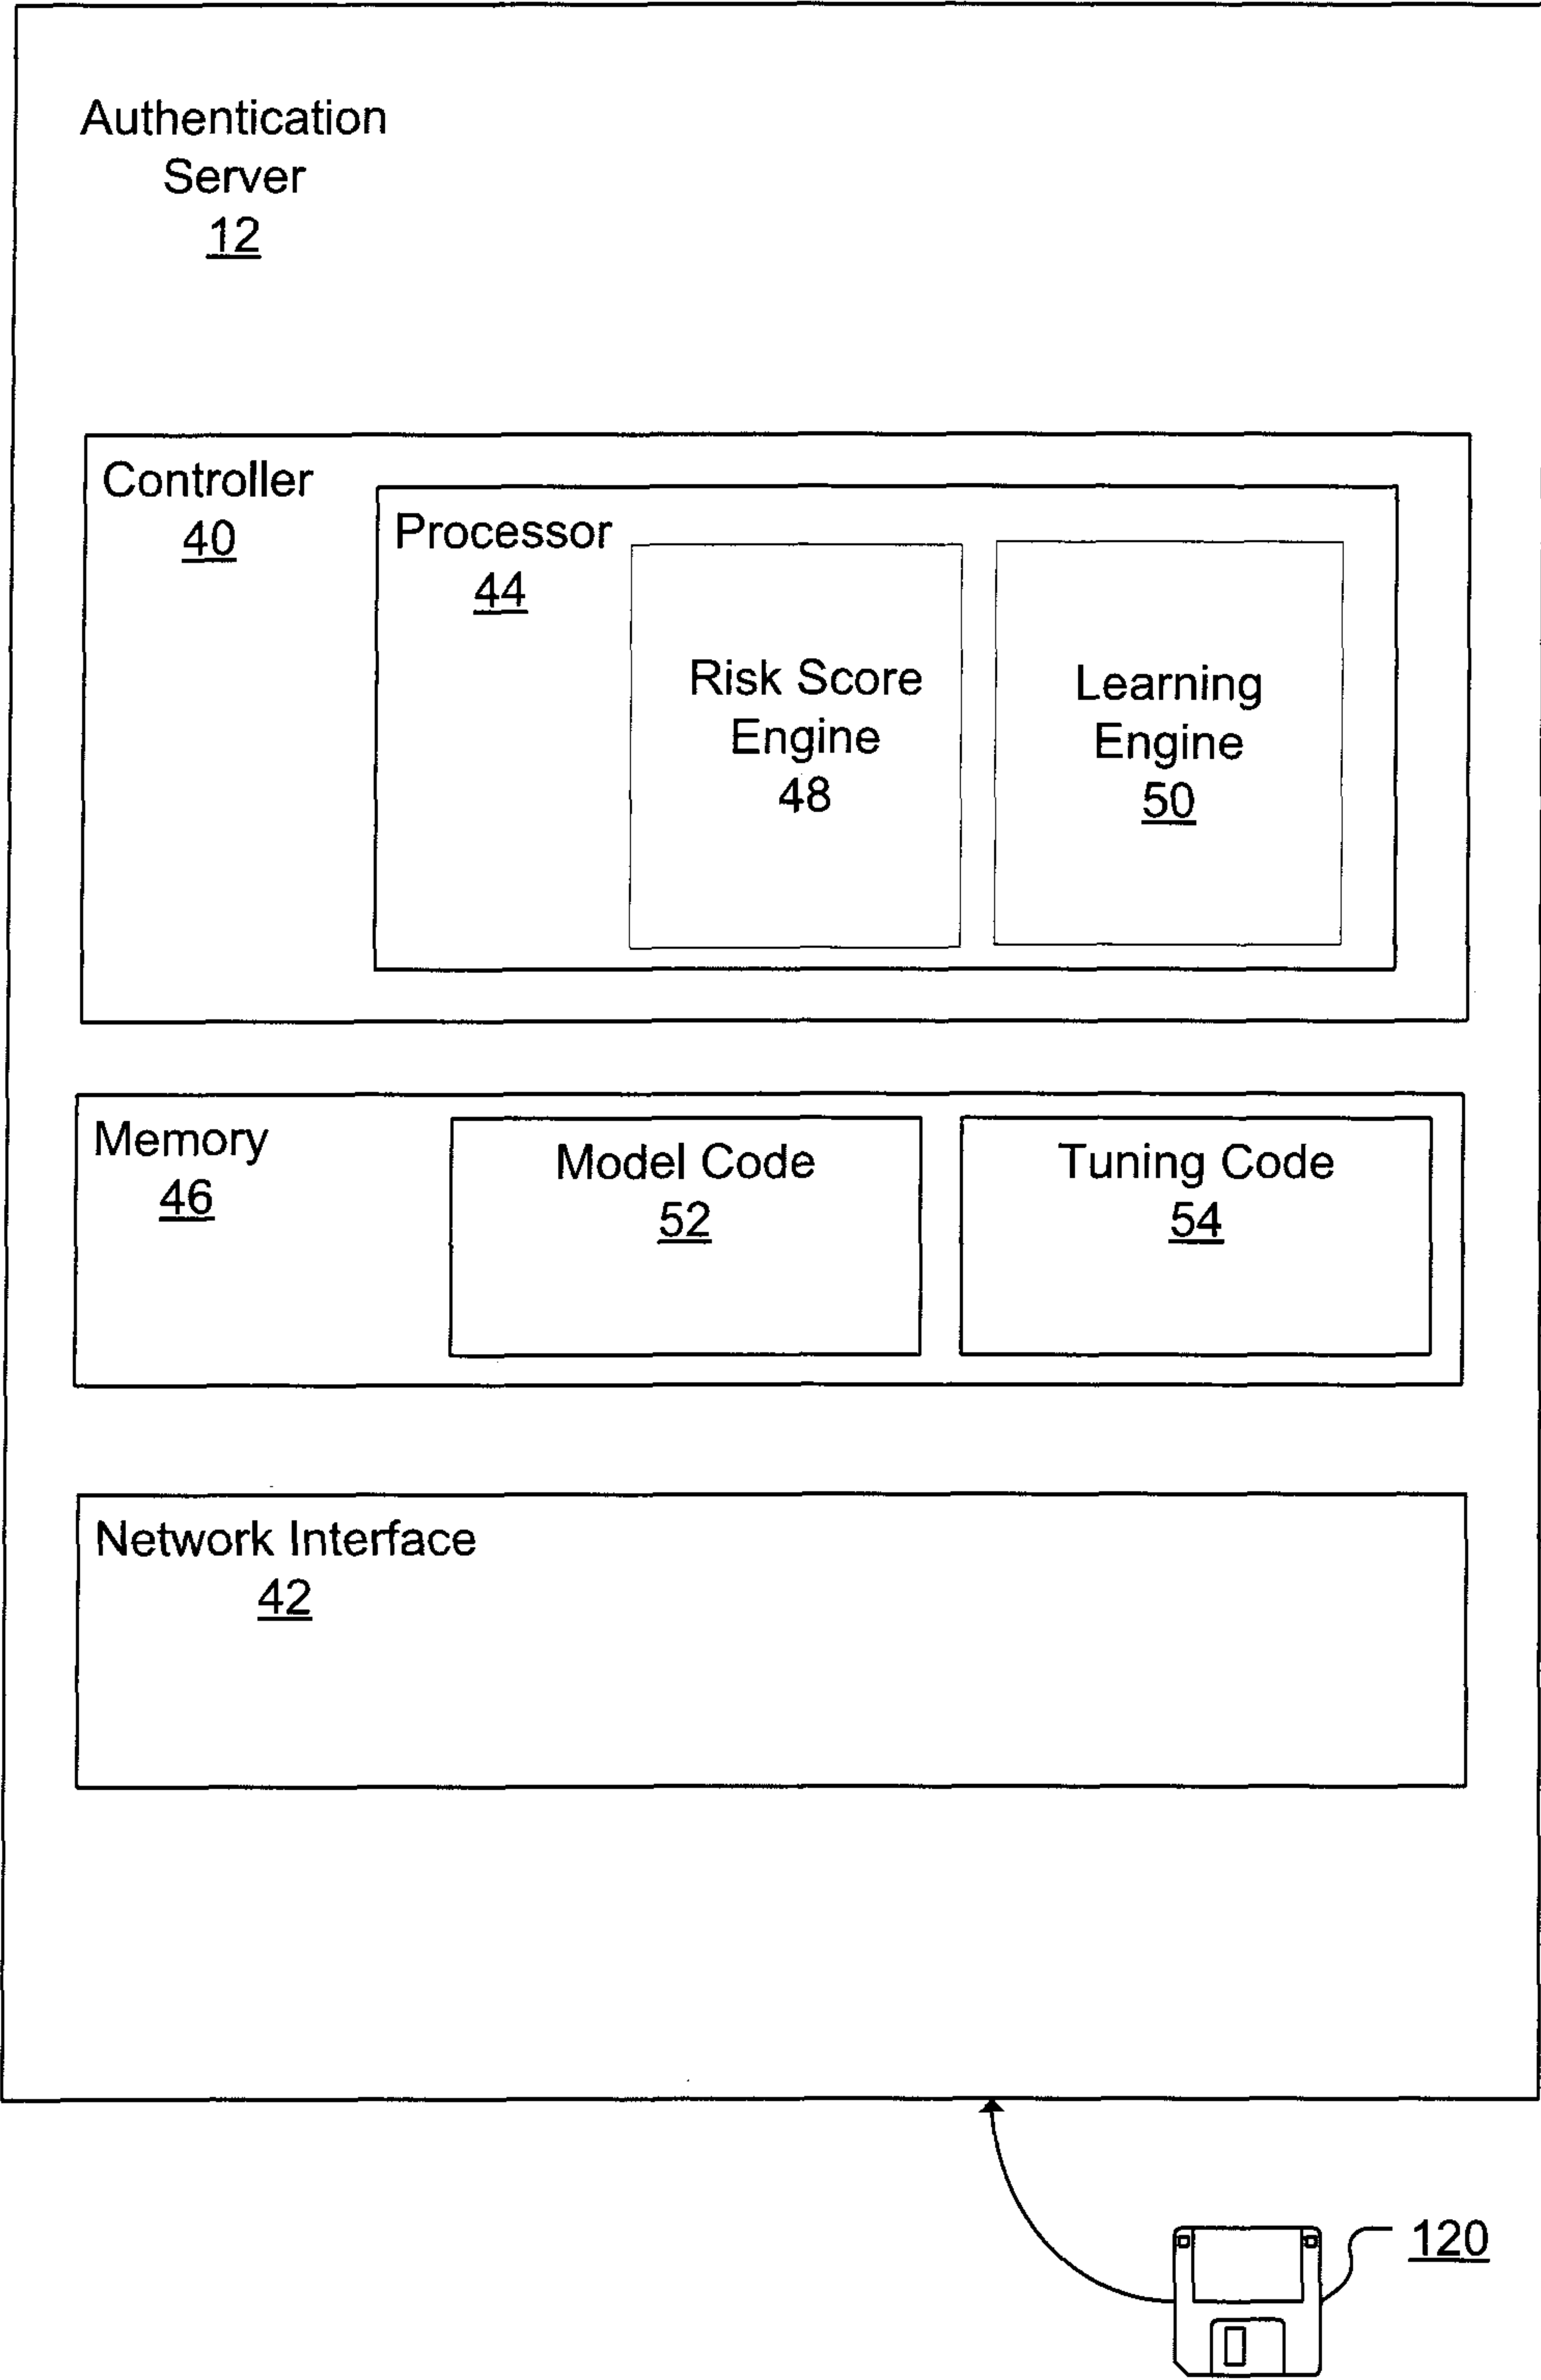 Authentication
Server
12
Controller
40
Processor
44
Risk Score
Engine
48
Learning
Engine
50
Memory
46
Model Code
52
Tuning Code
54
Network Interface
42
120